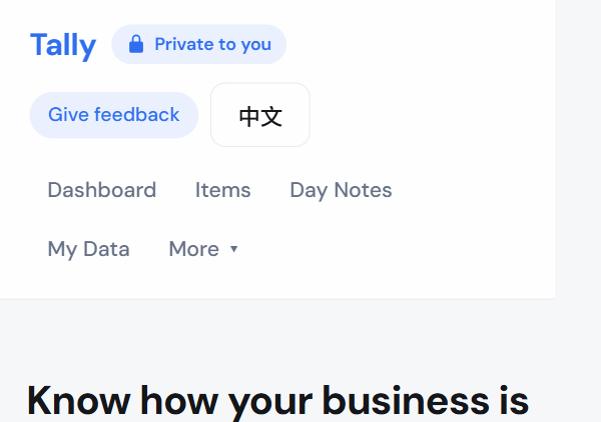 Tally Private to you
Give feedback 中文
Dashboard Items Day Notes
My Data More ▼
Know how your business is